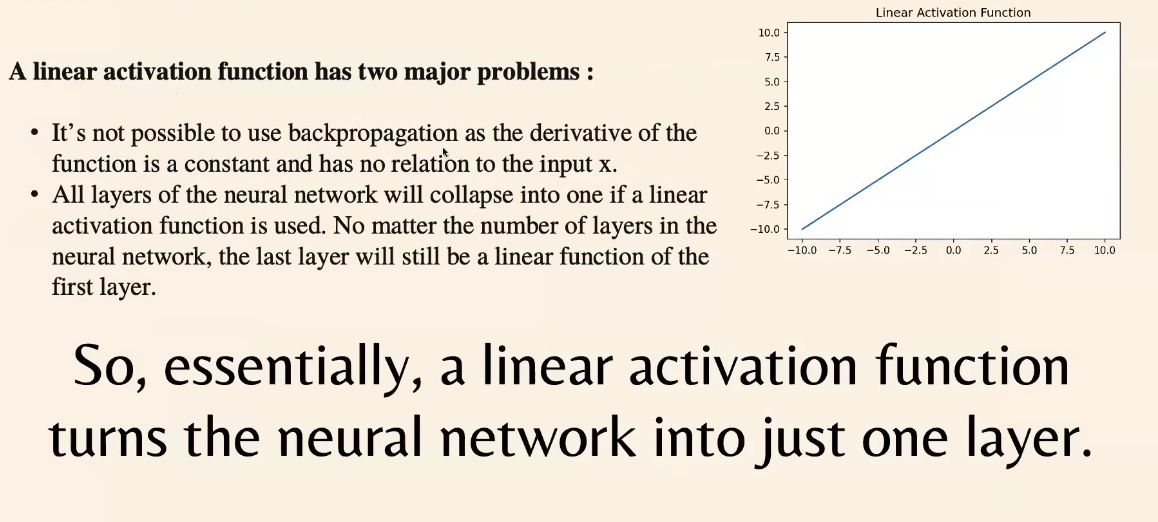 Linear Activation Function
10.0
7.5
5.0
2.5
0.0
−2.5
−5.0
−7.5
−10.0
−10.0 −7.5 −5.0 −2.5 0.0 2.5 5.0 7.5 10.0
A linear activation function has two major problems :
• It’s not possible to use backpropagation as the derivative of the
function is a constant and has no relation to the input x.
• All layers of the neural network will collapse into one if a linear
activation function is used. No matter the number of layers in the
neural network, the last layer will still be a linear function of the
first layer.
So, essentially, a linear activation function
turns the neural network into just one layer.